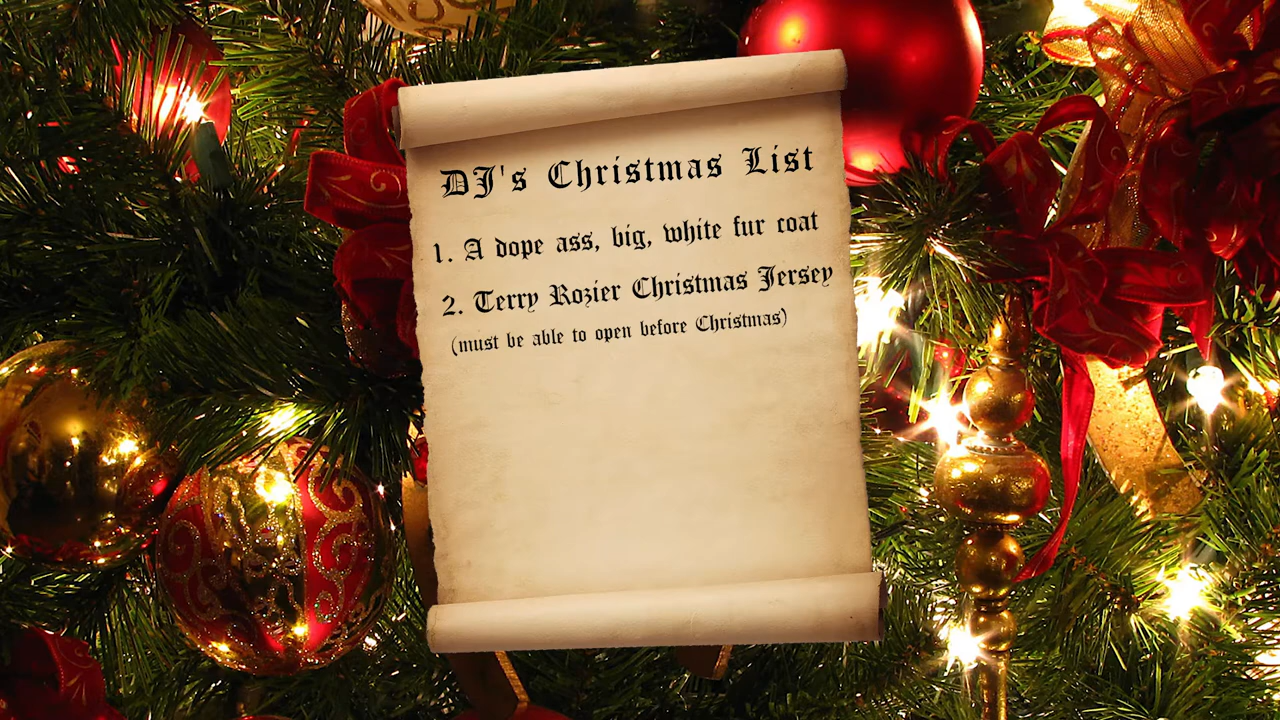 DJ's Christmas List
1. A dope ass, big, white fur coat
2. Terry Rozier Christmas Jersey
(must be able to open before Christmas)